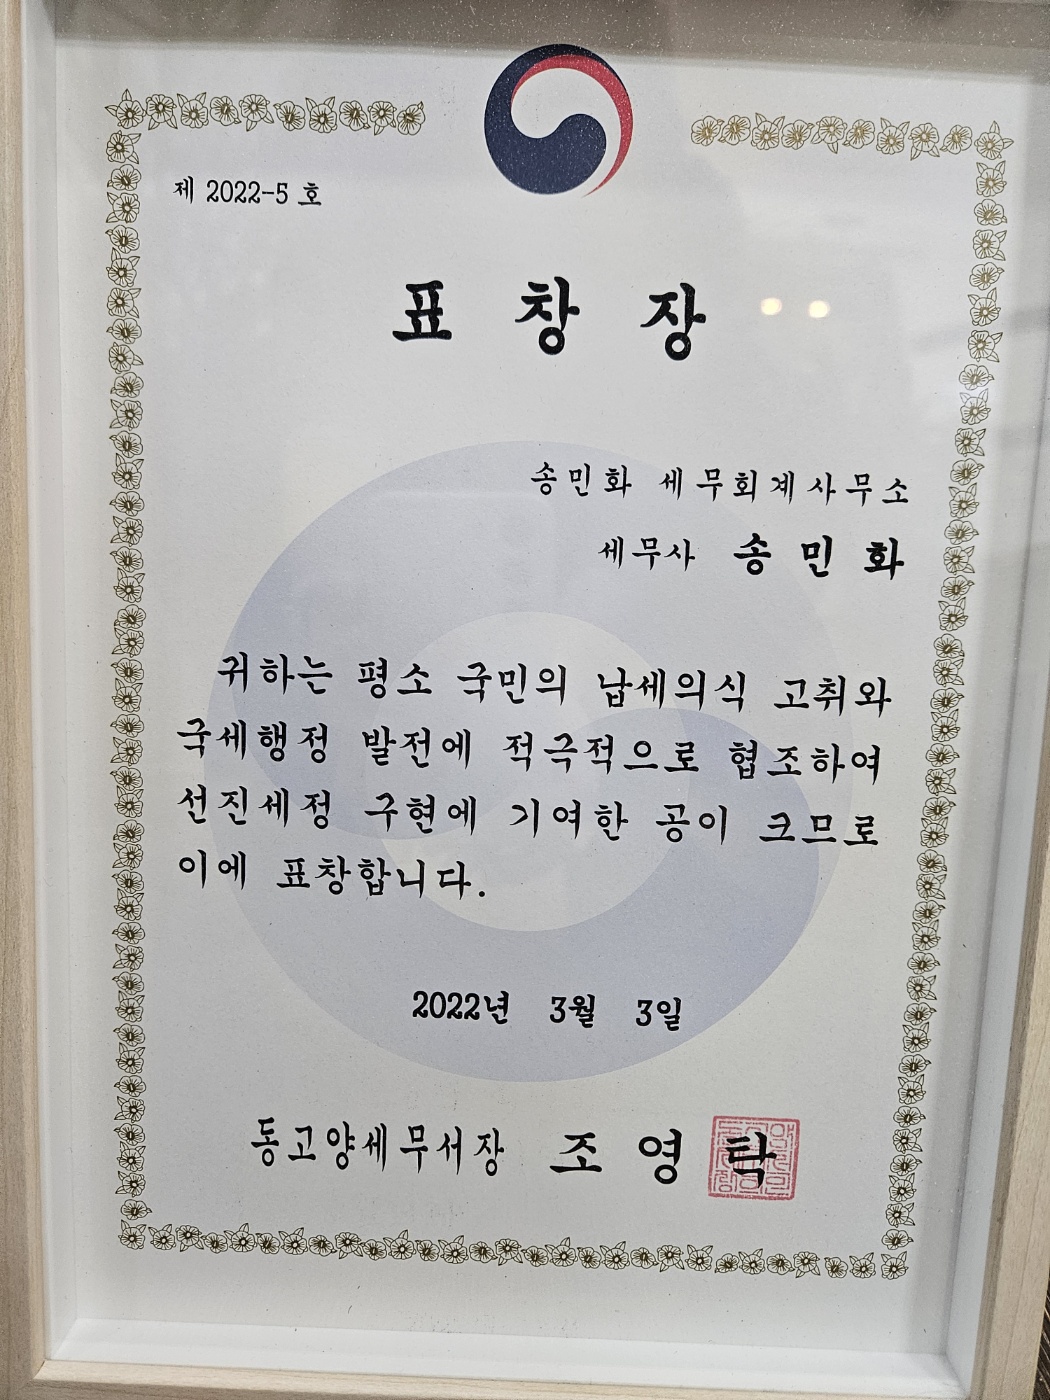 제 2022-5 호
표 창 장
송민화 세무회계사무소
세무사 송 민 화
귀하는 평소 국민의 납세의식 고취와
국세행정 발전에 적극적으로 협조하여
선진세정 구현에 기여한 공이 크므로
이에 표창합니다.
2022년 3월 3일
동고양세무서장 조 영 탁